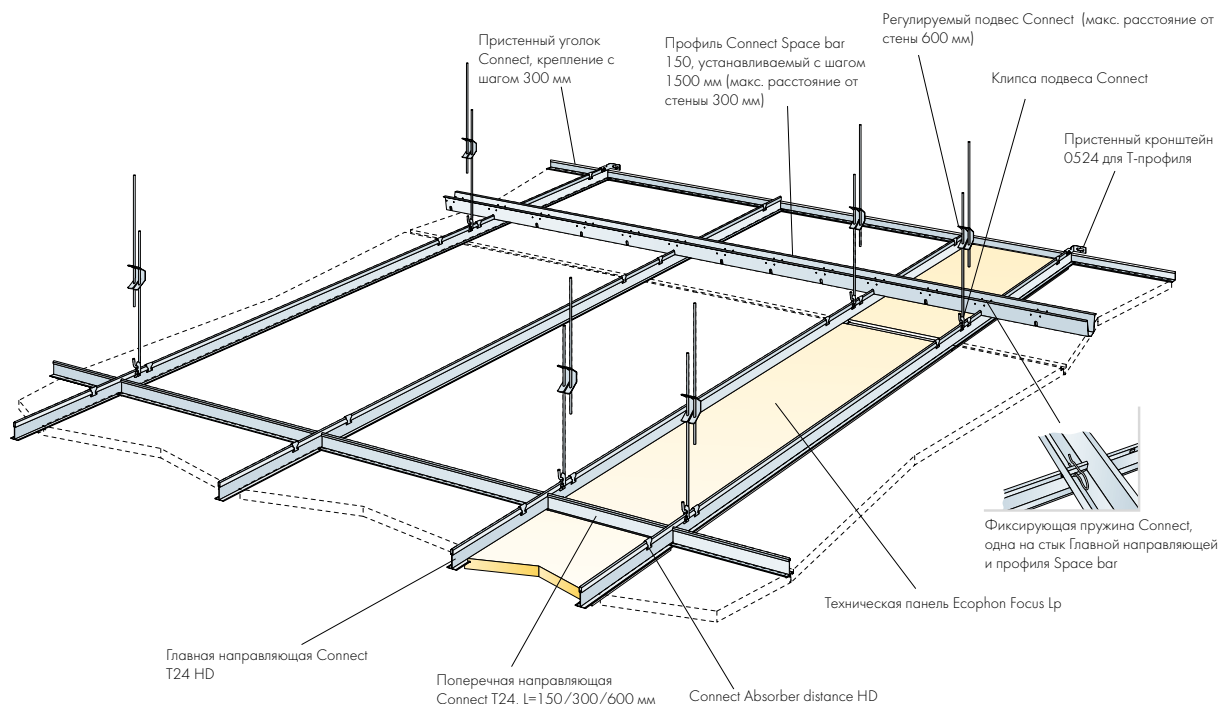 Пристенный уголок
Connect, крепление с
шагом 300 мм
Профиль Connect Space bar
150, устанавливаемый с шагом
1500 мм (макс. расстояние от
стены 300 мм)
Регулируемый подвес Connect (макс. расстояние от
стены 600 мм)
Клипса подвеса Connect
Пристенный кронштейн
0524 для Т-профиля
Фиксирующая пружина Connect,
одна на стык Главной направляющей
и профиля Space bar
Техническая панель Ecophon Focus Lp
Главная направляющая Connect
T24 HD
Поперечная направляющая
Connect T24, L=150/300/600 мм
Connect Absorber distance HD